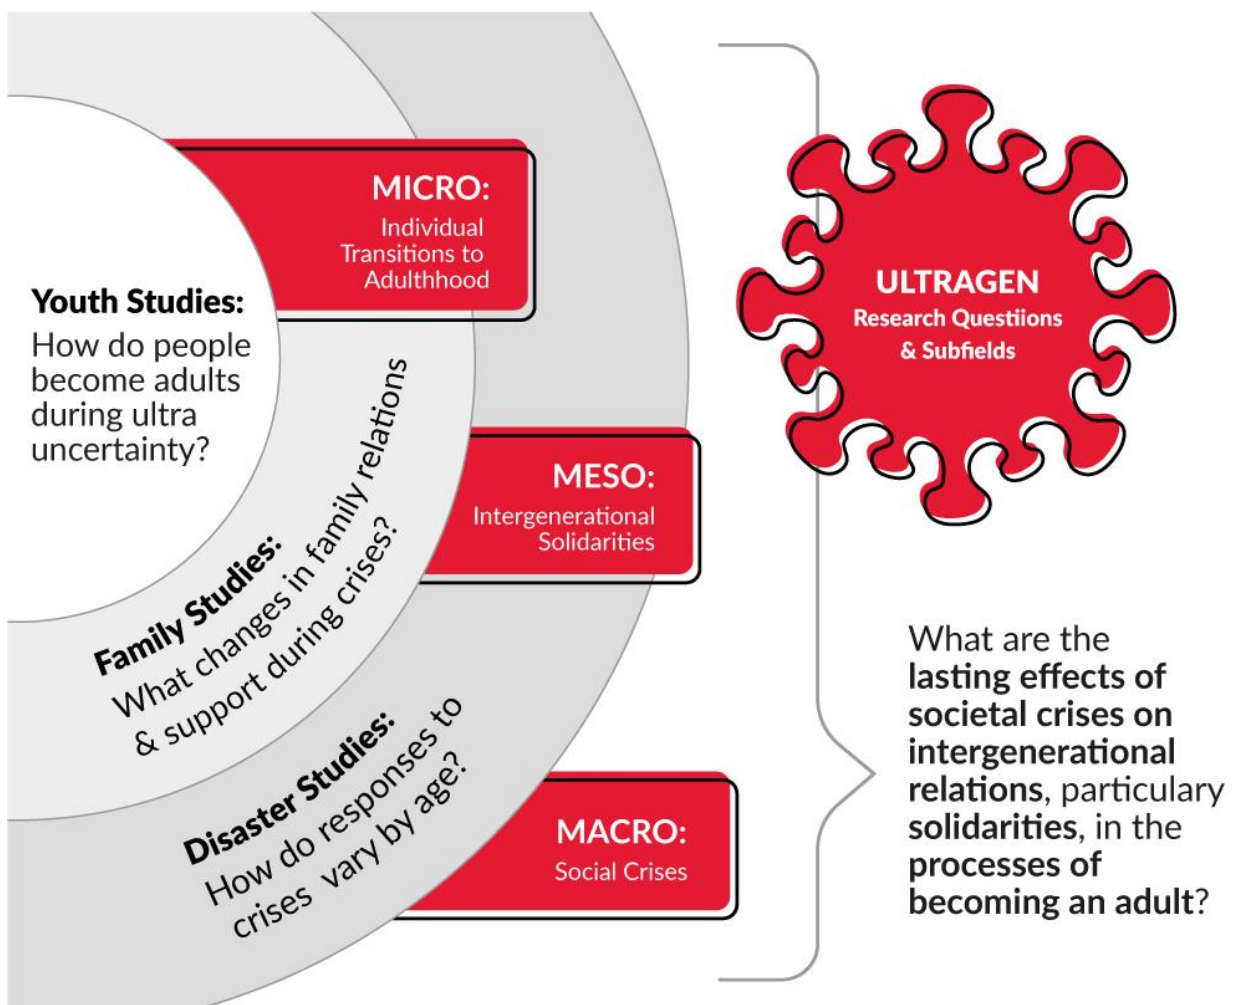 Youth Studies:
How do people
become adults
during ultra
uncertainty?
MICRO:
Individual
Transitions to
Adulthhood
Family Studies:
What changes in family relations
& support during crises?
MESO:
Intergenerational
Solidarities
Disaster Studies:
How do responses to
crises vary by age?
MACRO:
Social Crises
ULTRAGEN
Research Questiions
& Subfields
What are the
lasting effects of
societal crises on
intergenerational
relations, particulary
solidarities, in the
processes of
becoming an adult?